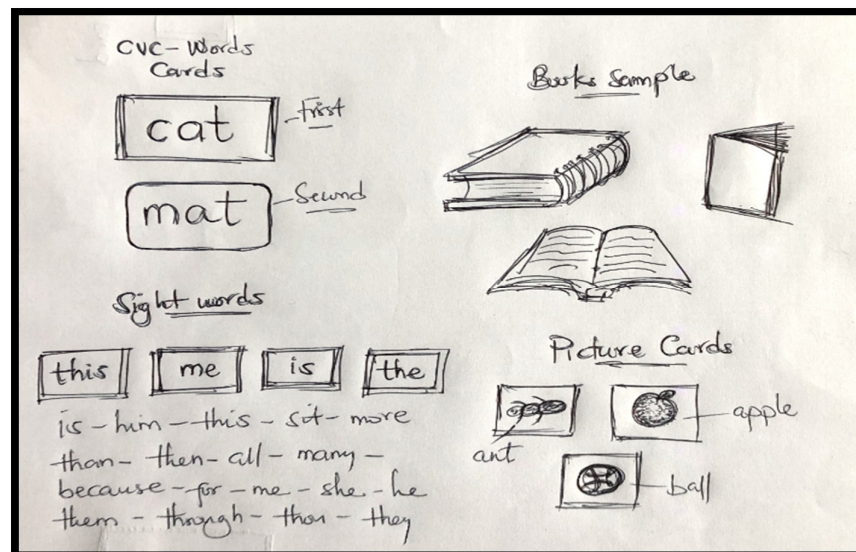 CVC-Words
Cards
cat
First
mat
Second
Sight words
this me is the
is - him - this - sit - more
than - then - all - many -
because - for - me - she - he
them - through - than - they
Books Sample
Picture Cards
ant
apple
ball